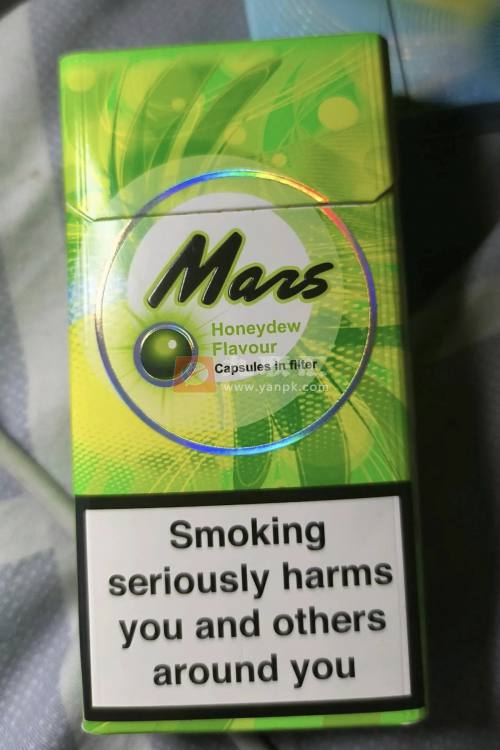 Mars
Honeydew
Flavour
Capsules in filter
www.yanpk.com
Smoking
seriously harms
you and others
around you